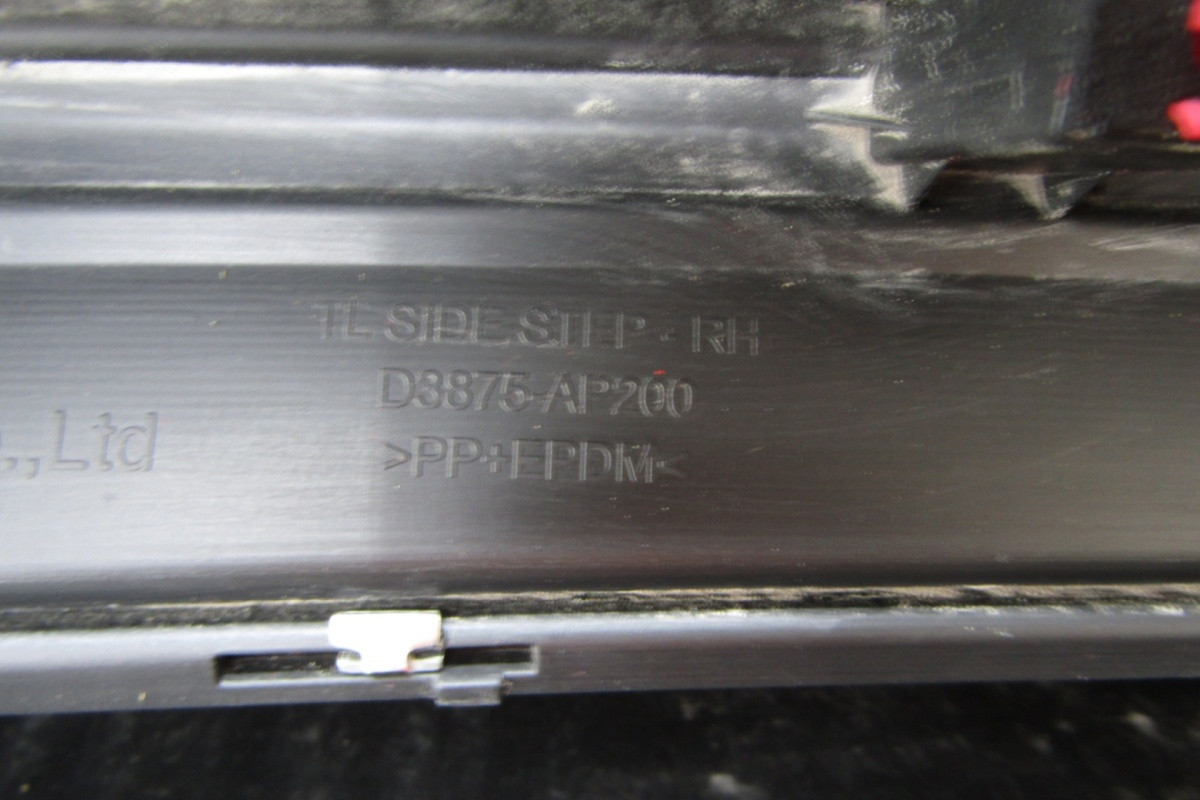 TL SIDE STEP - RH
D3875-AP200
.,Ltd
>PP+EPDM<